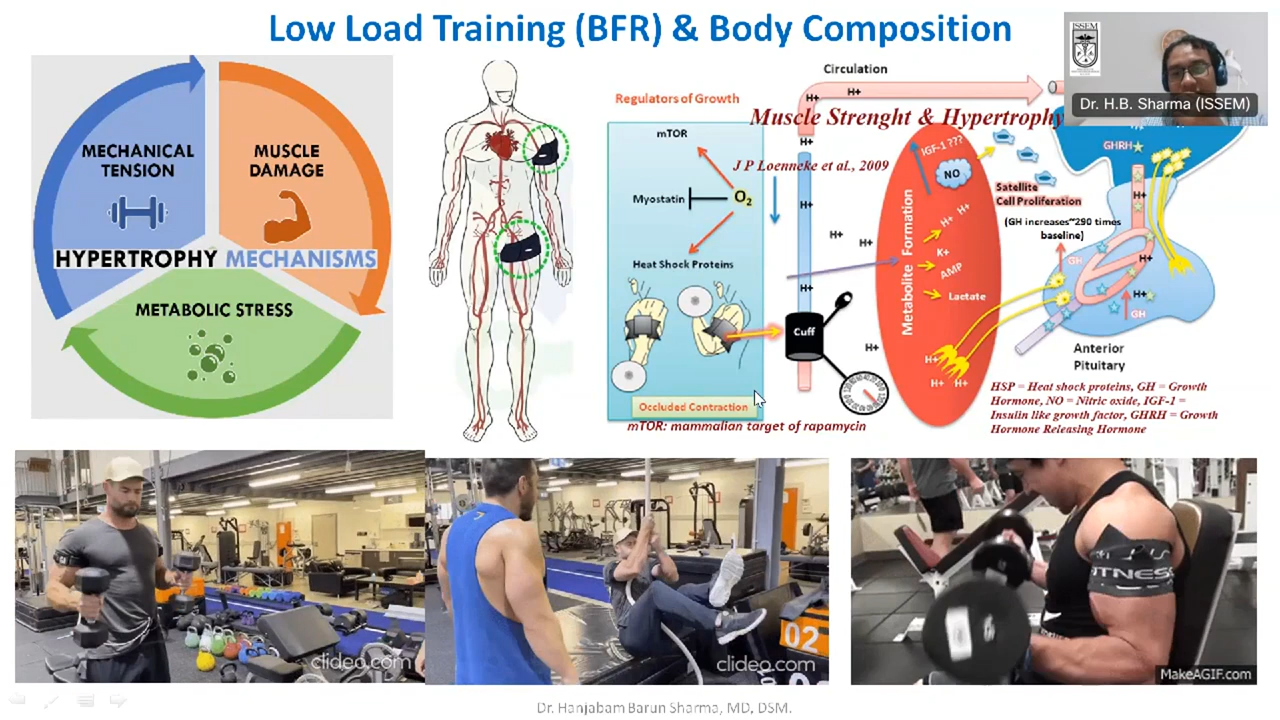 Low Load Training (BFR) & Body Composition
ISSEM
Dr. H.B. Sharma (ISSEM)
MECHANICAL
TENSION
MUSCLE
DAMAGE
HYPERTROPHY MECHANISMS
METABOLIC STRESS
Circulation
Regulators of Growth
Muscle Strenght & Hypertrophy
mTOR
J P Loenneke et al., 2009
Myostatin
O₂
Heat Shock Proteins
Occluded Contraction
mTOR: mammalian target of rapamycin
H+
H+
H+
H+
H+
H+
H+
H+
Cuff
Metabolite Formation
IGF-1 ???
NO
H+
H+
K+
AMP
Lactate
H+
H+
H+
Satellite
Cell Proliferation
(GH increases~290 times
baseline)
GH
H+
H+
GHRH
H+
H+
H+
GH
Anterior
Pituitary
HSP = Heat shock proteins, GH = Growth
Hormone, NO = Nitric oxide, IGF-1 =
Insulin like growth factor, GHRH = Growth
Hormone Releasing Hormone
clideo.com
02
clideo.com
FITNESS
MakeAGIF.com
Dr. Hanjabam Barun Sharma, MD, DSM.